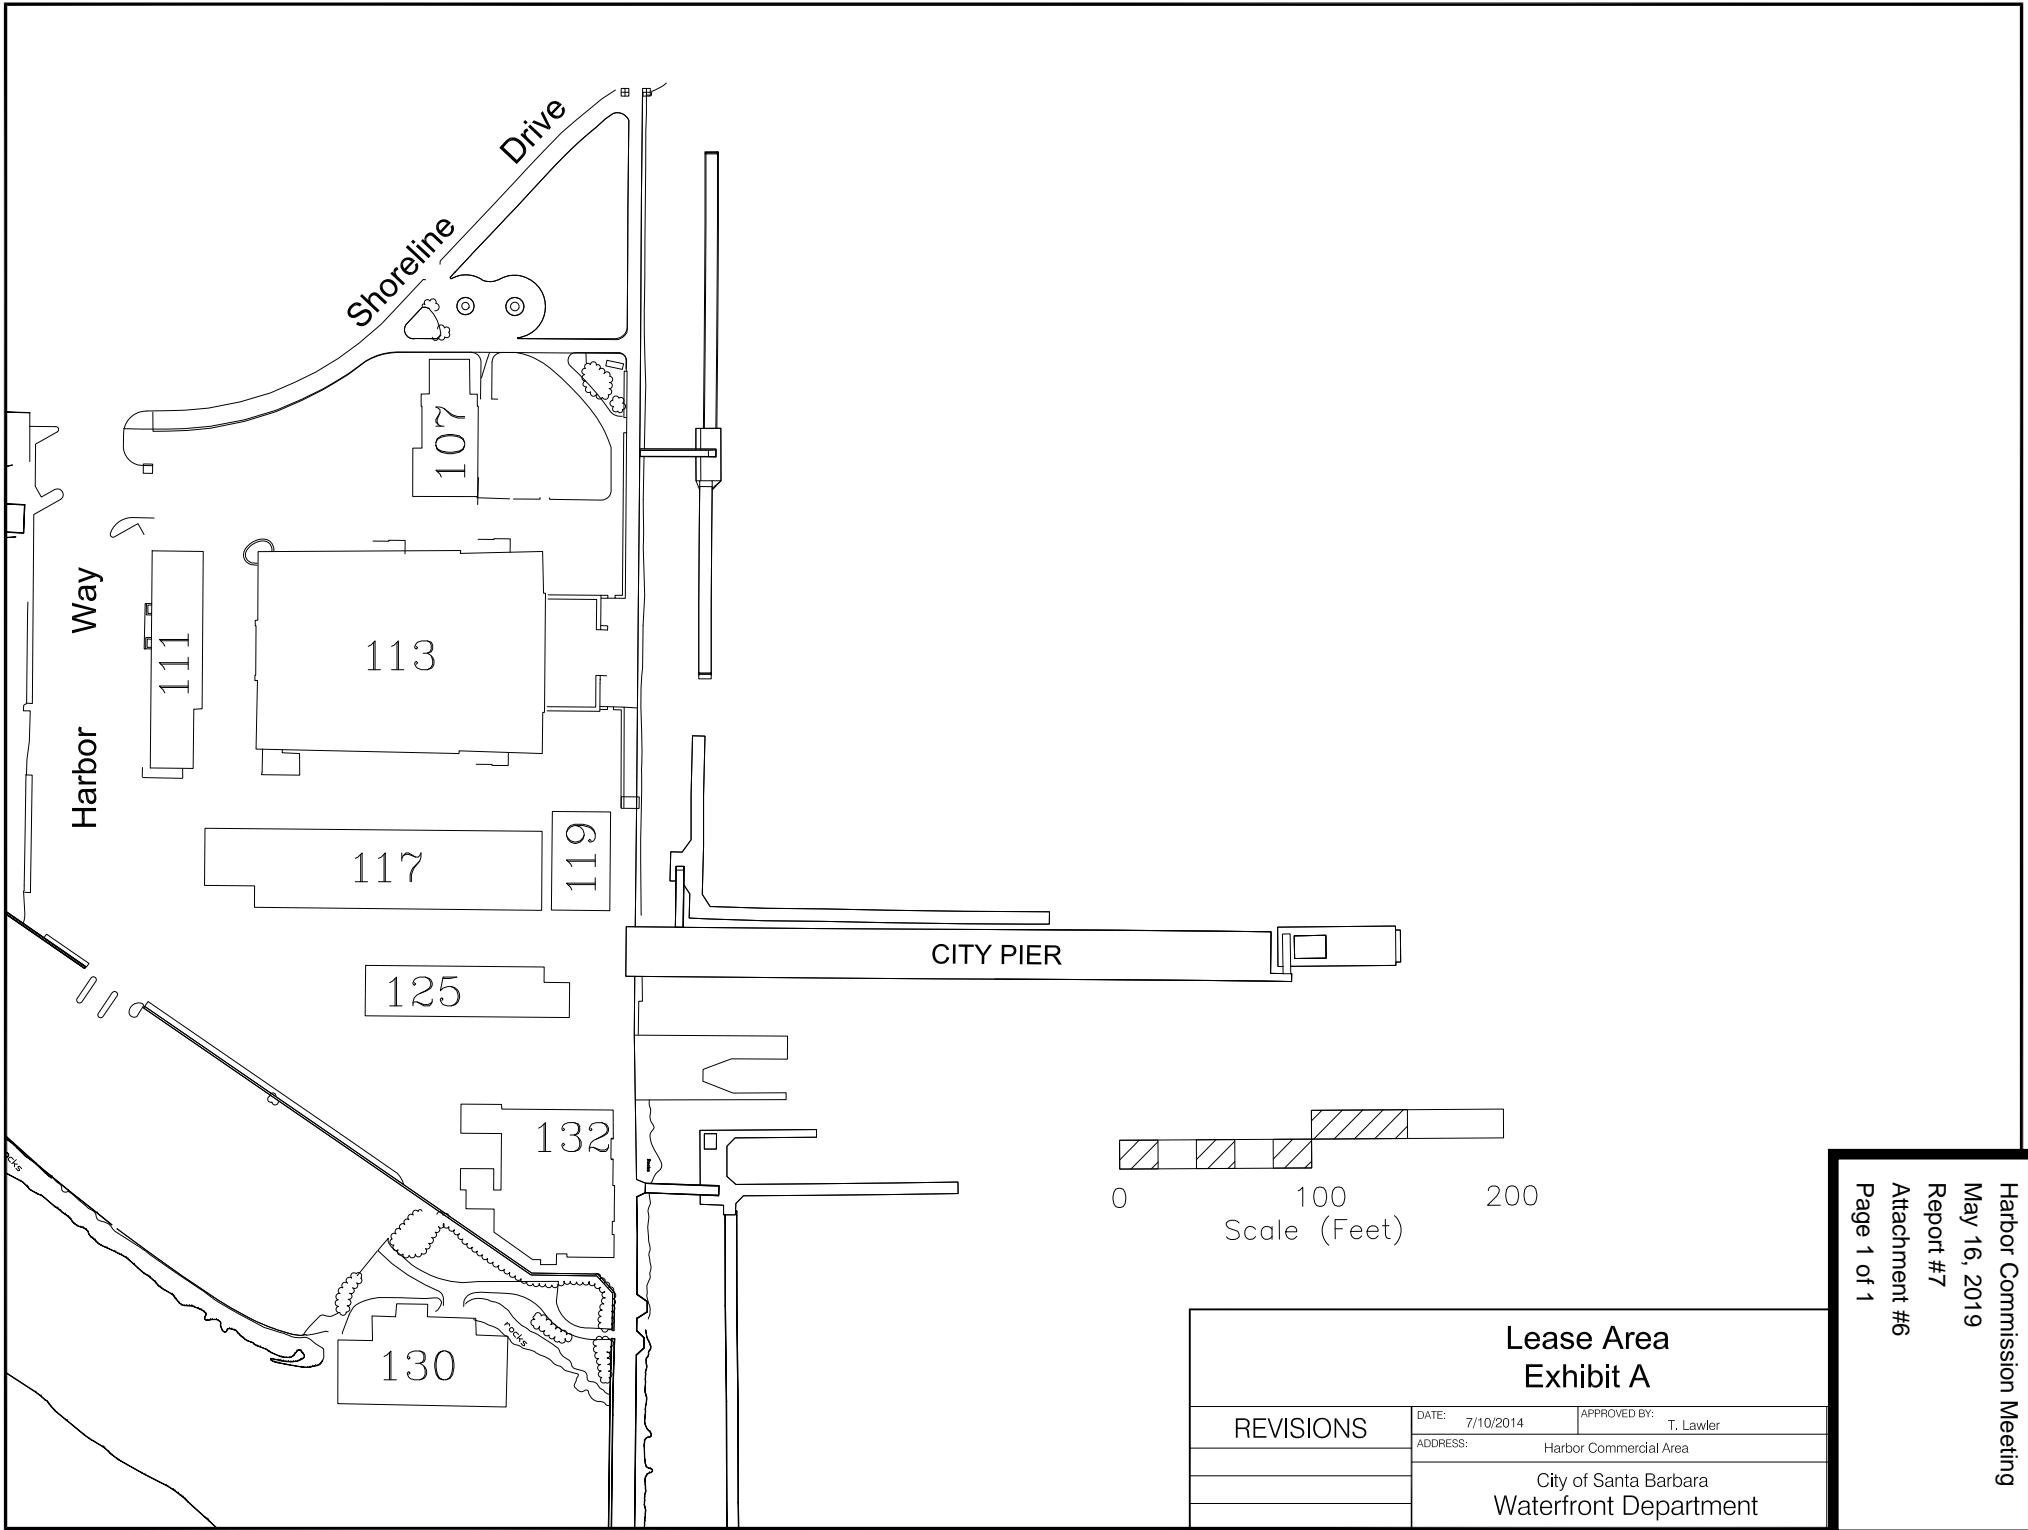 Shoreline Drive
107
Harbor Way
111
113
117
119
CITY PIER
125
132
rocks
130
0 100 200
Scale (Feet)
Lease Area
Exhibit A
REVISIONS
DATE: 7/10/2014
APPROVED BY: T. Lawler
ADDRESS: Harbor Commercial Area
City of Santa Barbara
Waterfront Department
Harbor Commission Meeting
May 16, 2019
Report #7
Attachment #6
Page 1 of 1